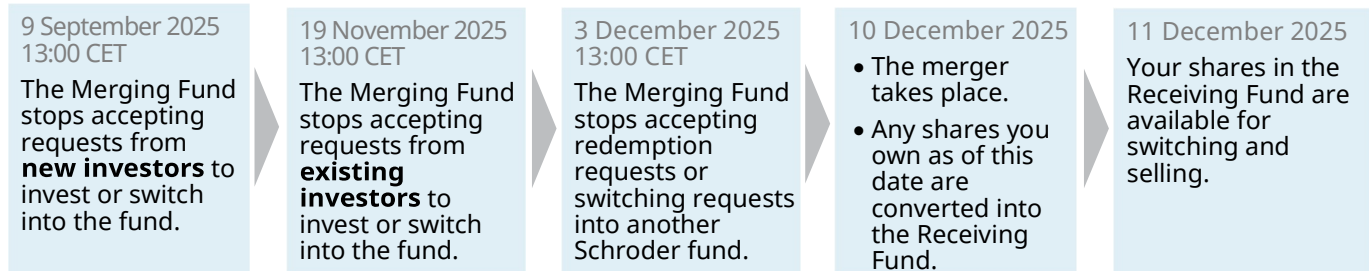 9 September 2025
13:00 CET
The Merging Fund
stops accepting
requests from
new investors to
invest or switch
into the fund.
19 November 2025
13:00 CET
The Merging Fund
stops accepting
requests from
existing
investors to
invest or switch
into the fund.
3 December 2025
13:00 CET
The Merging Fund
stops accepting
redemption
requests or
switching requests
into another
Schroder fund.
10 December 2025
• The merger
takes place.
• Any shares you
own as of this
date are
converted into
the Receiving
Fund.
11 December 2025
Your shares in the
Receiving Fund are
available for
switching and
selling.